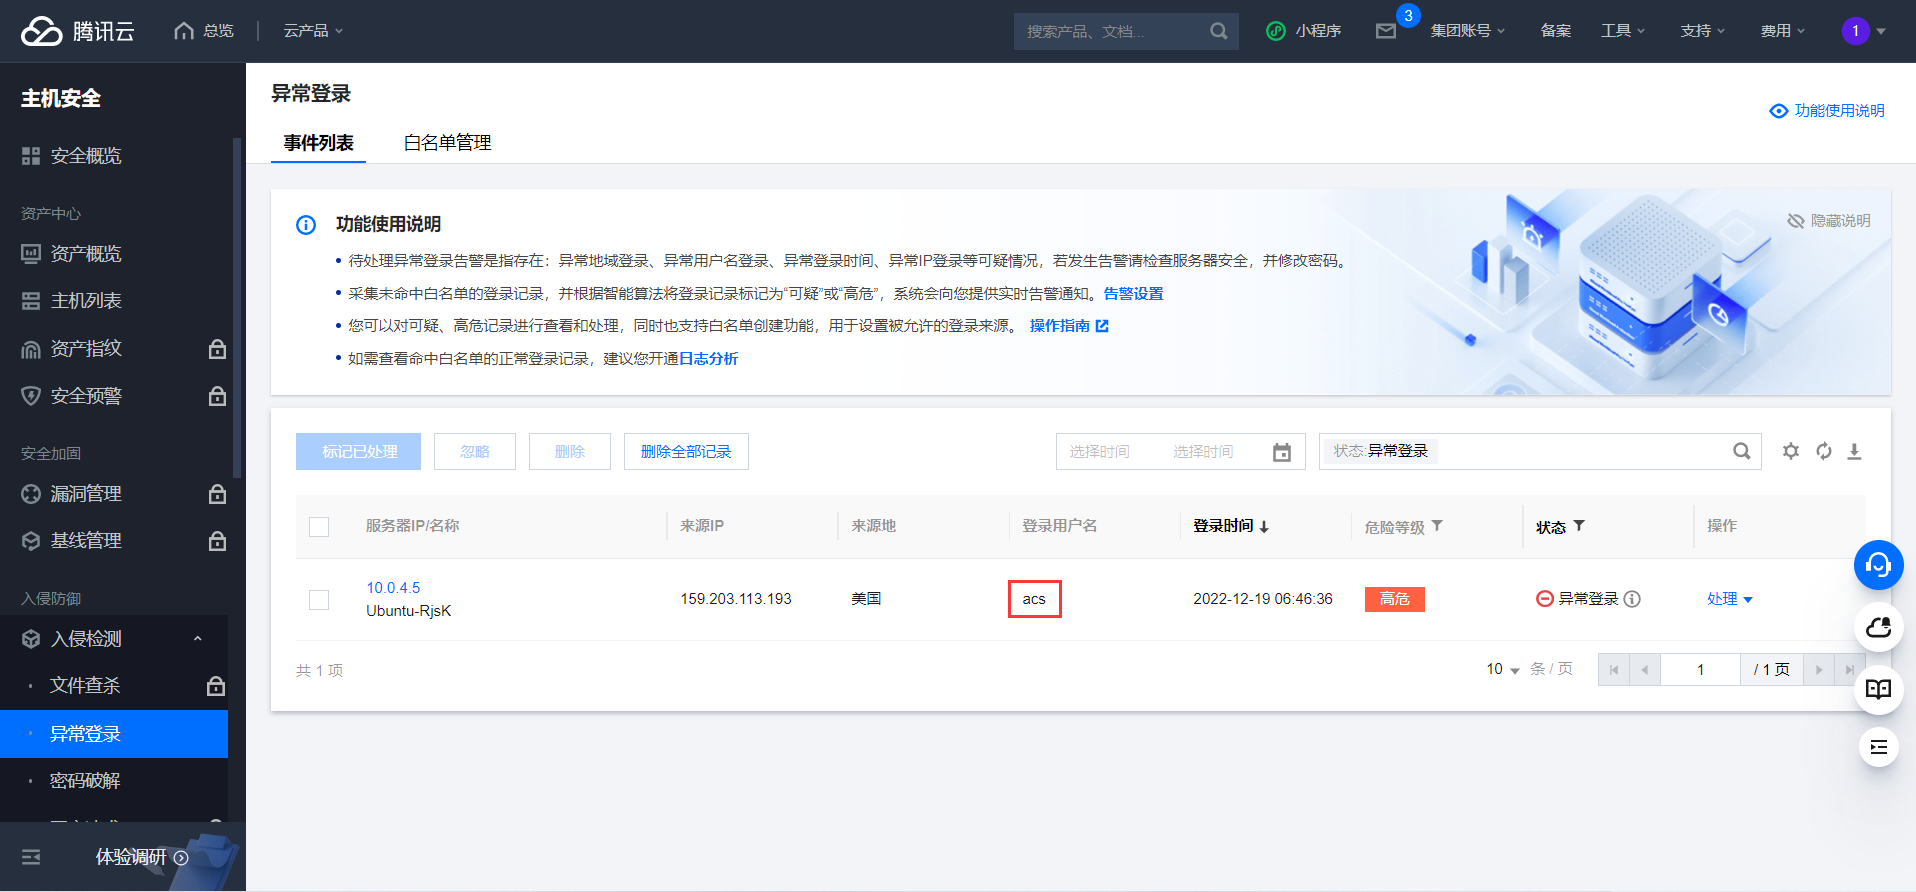 腾讯云 总览 云产品 搜索产品、文档... 小程序 3 集团账号 备案 工具 支持 费用 1
主机安全
安全概览
资产中心
资产概览
主机列表
资产指纹
安全预警
安全加固
漏洞管理
基线管理
入侵防御
入侵检测
· 文件查杀
· 异常登录
· 密码破解
体验调研
异常登录
功能使用说明
事件列表 白名单管理
功能使用说明
隐藏说明
• 待处理异常登录告警是指存在：异常地域登录、异常用户名登录、异常登录时间、异常IP登录等可疑情况，若发生告警请检查服务器安全，并修改密码。
• 采集未命中白名单的登录记录，并根据智能算法将登录记录标记为“可疑”或“高危”，系统会向您提供实时告警通知。告警设置
• 您可以对可疑、高危记录进行查看和处理，同时也支持白名单创建功能，用于设置被允许的登录来源。 操作指南
• 如需查看命中白名单的正常登录记录，建议您开通日志分析
标记已处理 忽略 删除 删除全部记录 选择时间 选择时间 状态:异常登录
服务器IP/名称 来源IP 来源地 登录用户名 登录时间 危险等级 状态 操作
10.0.4.5
Ubuntu-RjsK 159.203.113.193 美国 acs 2022-12-19 06:46:36 高危 异常登录 处理
共 1 项 10 条 / 页 1 / 1 页